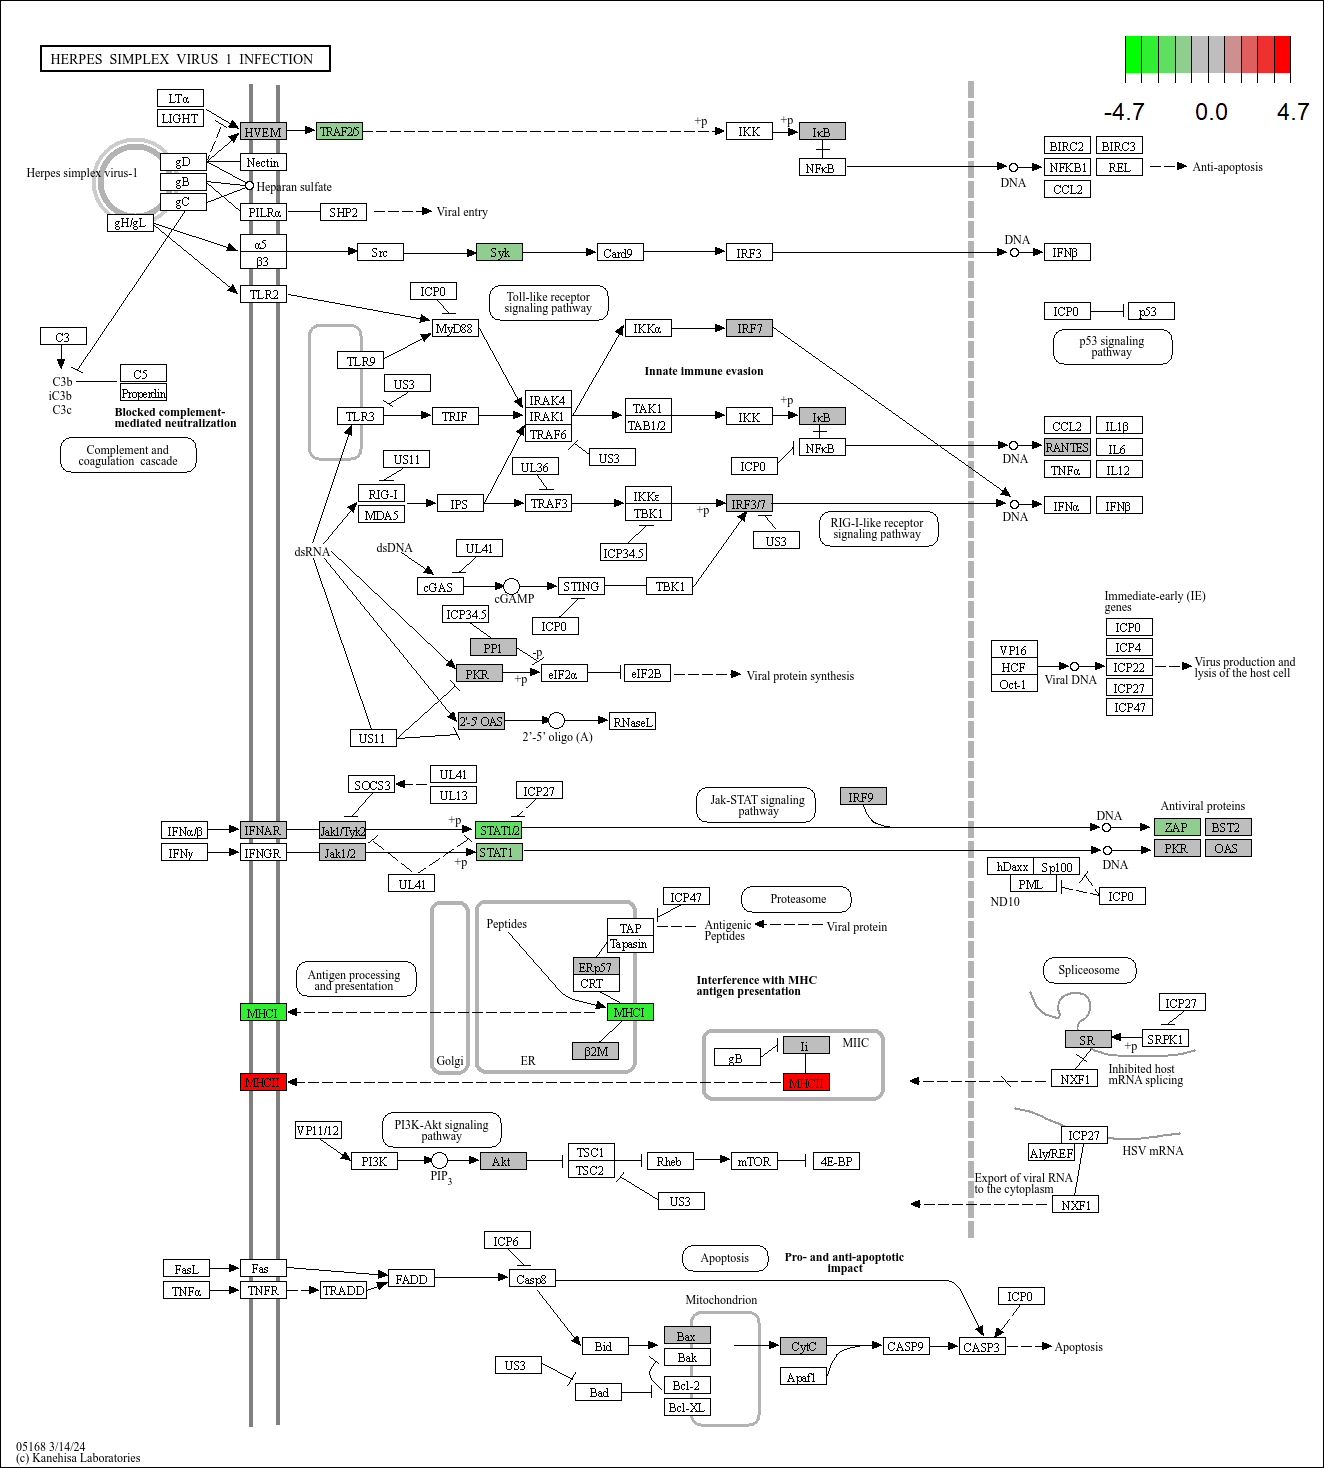 HERPES SIMPLEX VIRUS 1 INFECTION
-4.7
0.0
4.7
LTα
LIGHT
HVEM
TRAF2/5
+p
IKK
+p
IκB
NFκB
gD
Nectin
Herpes simplex virus-1
gB
Heparan sulfate
gC
PILRα
SHP2
Viral entry
gH/gL
DNA
BIRC2
BIRC3
NFKB1
REL
CCL2
Anti-apoptosis
α5
β3
Src
Syk
Card9
IRF3
DNA
IFNβ
TLR2
ICP0
Toll-like receptor
signaling pathway
ICP0
p53
p53 signaling
pathway
MyD88
IKKα
IRF7
C3
TLR9
Innate immune evasion
C3b
iC3b
C3c
C5
Properdin
US3
Blocked complement-
mediated neutralization
Complement and
coagulation cascade
TLR3
TRIF
IRAK4
IRAK1
TRAF6
TAK1
TAB1/2
IKK
+p
IκB
NFκB
US3
ICP0
DNA
CCL2
IL1β
RANTES
IL6
TNFα
IL12
US11
UL36
RIG-I
MDA5
IPS
TRAF3
IKKε
TBK1
+p
IRF3/7
US3
RIG-I-like receptor
signaling pathway
DNA
IFNα
IFNβ
dsRNA
dsDNA
UL41
ICP34.5
cGAS
cGAMP
STING
TBK1
ICP34.5
ICP0
PP1
-p
PKR
+p
eIF2α
eIF2B
Viral protein synthesis
Immediate-early (IE)
genes
ICP0
ICP4
ICP22
ICP27
ICP47
VP16
HCF
Oct-1
Viral DNA
Virus production and
lysis of the host cell
2'-5' OAS
2'-5' oligo (A)
RNaseL
US11
SOCS3
UL41
UL13
ICP27
Jak-STAT signaling
pathway
IRF9
Antiviral proteins
IFNα/β
IFNAR
Jak1/Tyk2
+p
STAT1/2
DNA
ZAP
BST2
IFNγ
IFNGR
Jak1/2
+p
STAT1
DNA
PKR
OAS
UL41
hDaxx
Sp100
PML
ND10
ICP0
ICP47
Proteasome
Peptides
TAP
Tapasin
Antigenic
Peptides
Viral protein
ERp57
CRT
Antigen processing
and presentation
Interference with MHC
antigen presentation
Spliceosome
MHCI
MHCI
ICP27
β2M
Golgi
ER
gB
Ii
MIIC
SR
+p
SRPK1
MHCII
MHCII
NXF1
Inhibited host
mRNA splicing
VP11/12
PI3K-Akt signaling
pathway
ICP27
Aly/REF
HSV mRNA
PI3K
PIP3
Akt
TSC1
TSC2
Rheb
mTOR
4E-BP
US3
Export of viral RNA
to the cytoplasm
NXF1
ICP6
Apoptosis
Pro- and anti-apoptotic
impact
FasL
Fas
FADD
Casp8
TNFα
TNFR
TRADD
Mitochondrion
ICP0
Bid
Bax
Bak
CytC
CASP9
CASP3
Apoptosis
US3
Bad
Bcl-2
Bcl-XL
Apaf1
05168 3/14/24
(c) Kanehisa Laboratories